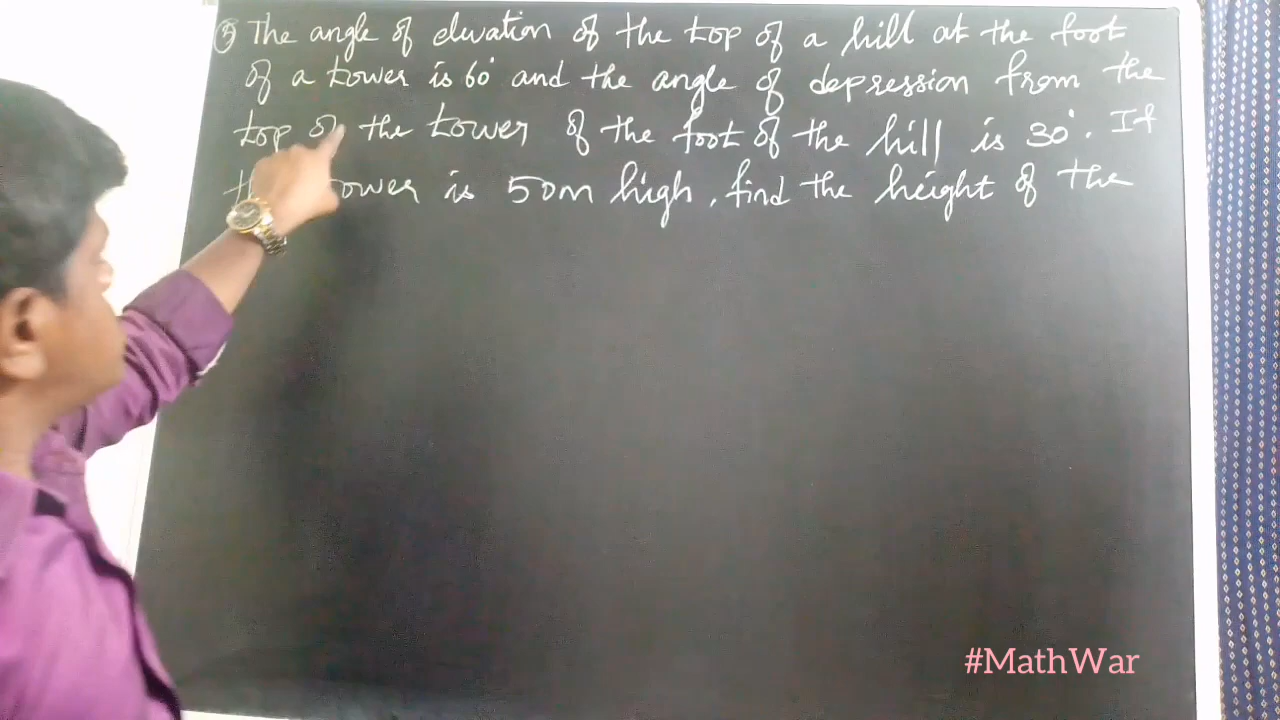 ③ The angle of elevation of the top of a hill at the foot
of a tower is 60° and the angle of depression from the
top of the tower of the foot of the hill is 30°. If
tower is 50m high, find the height of the
#MathWar